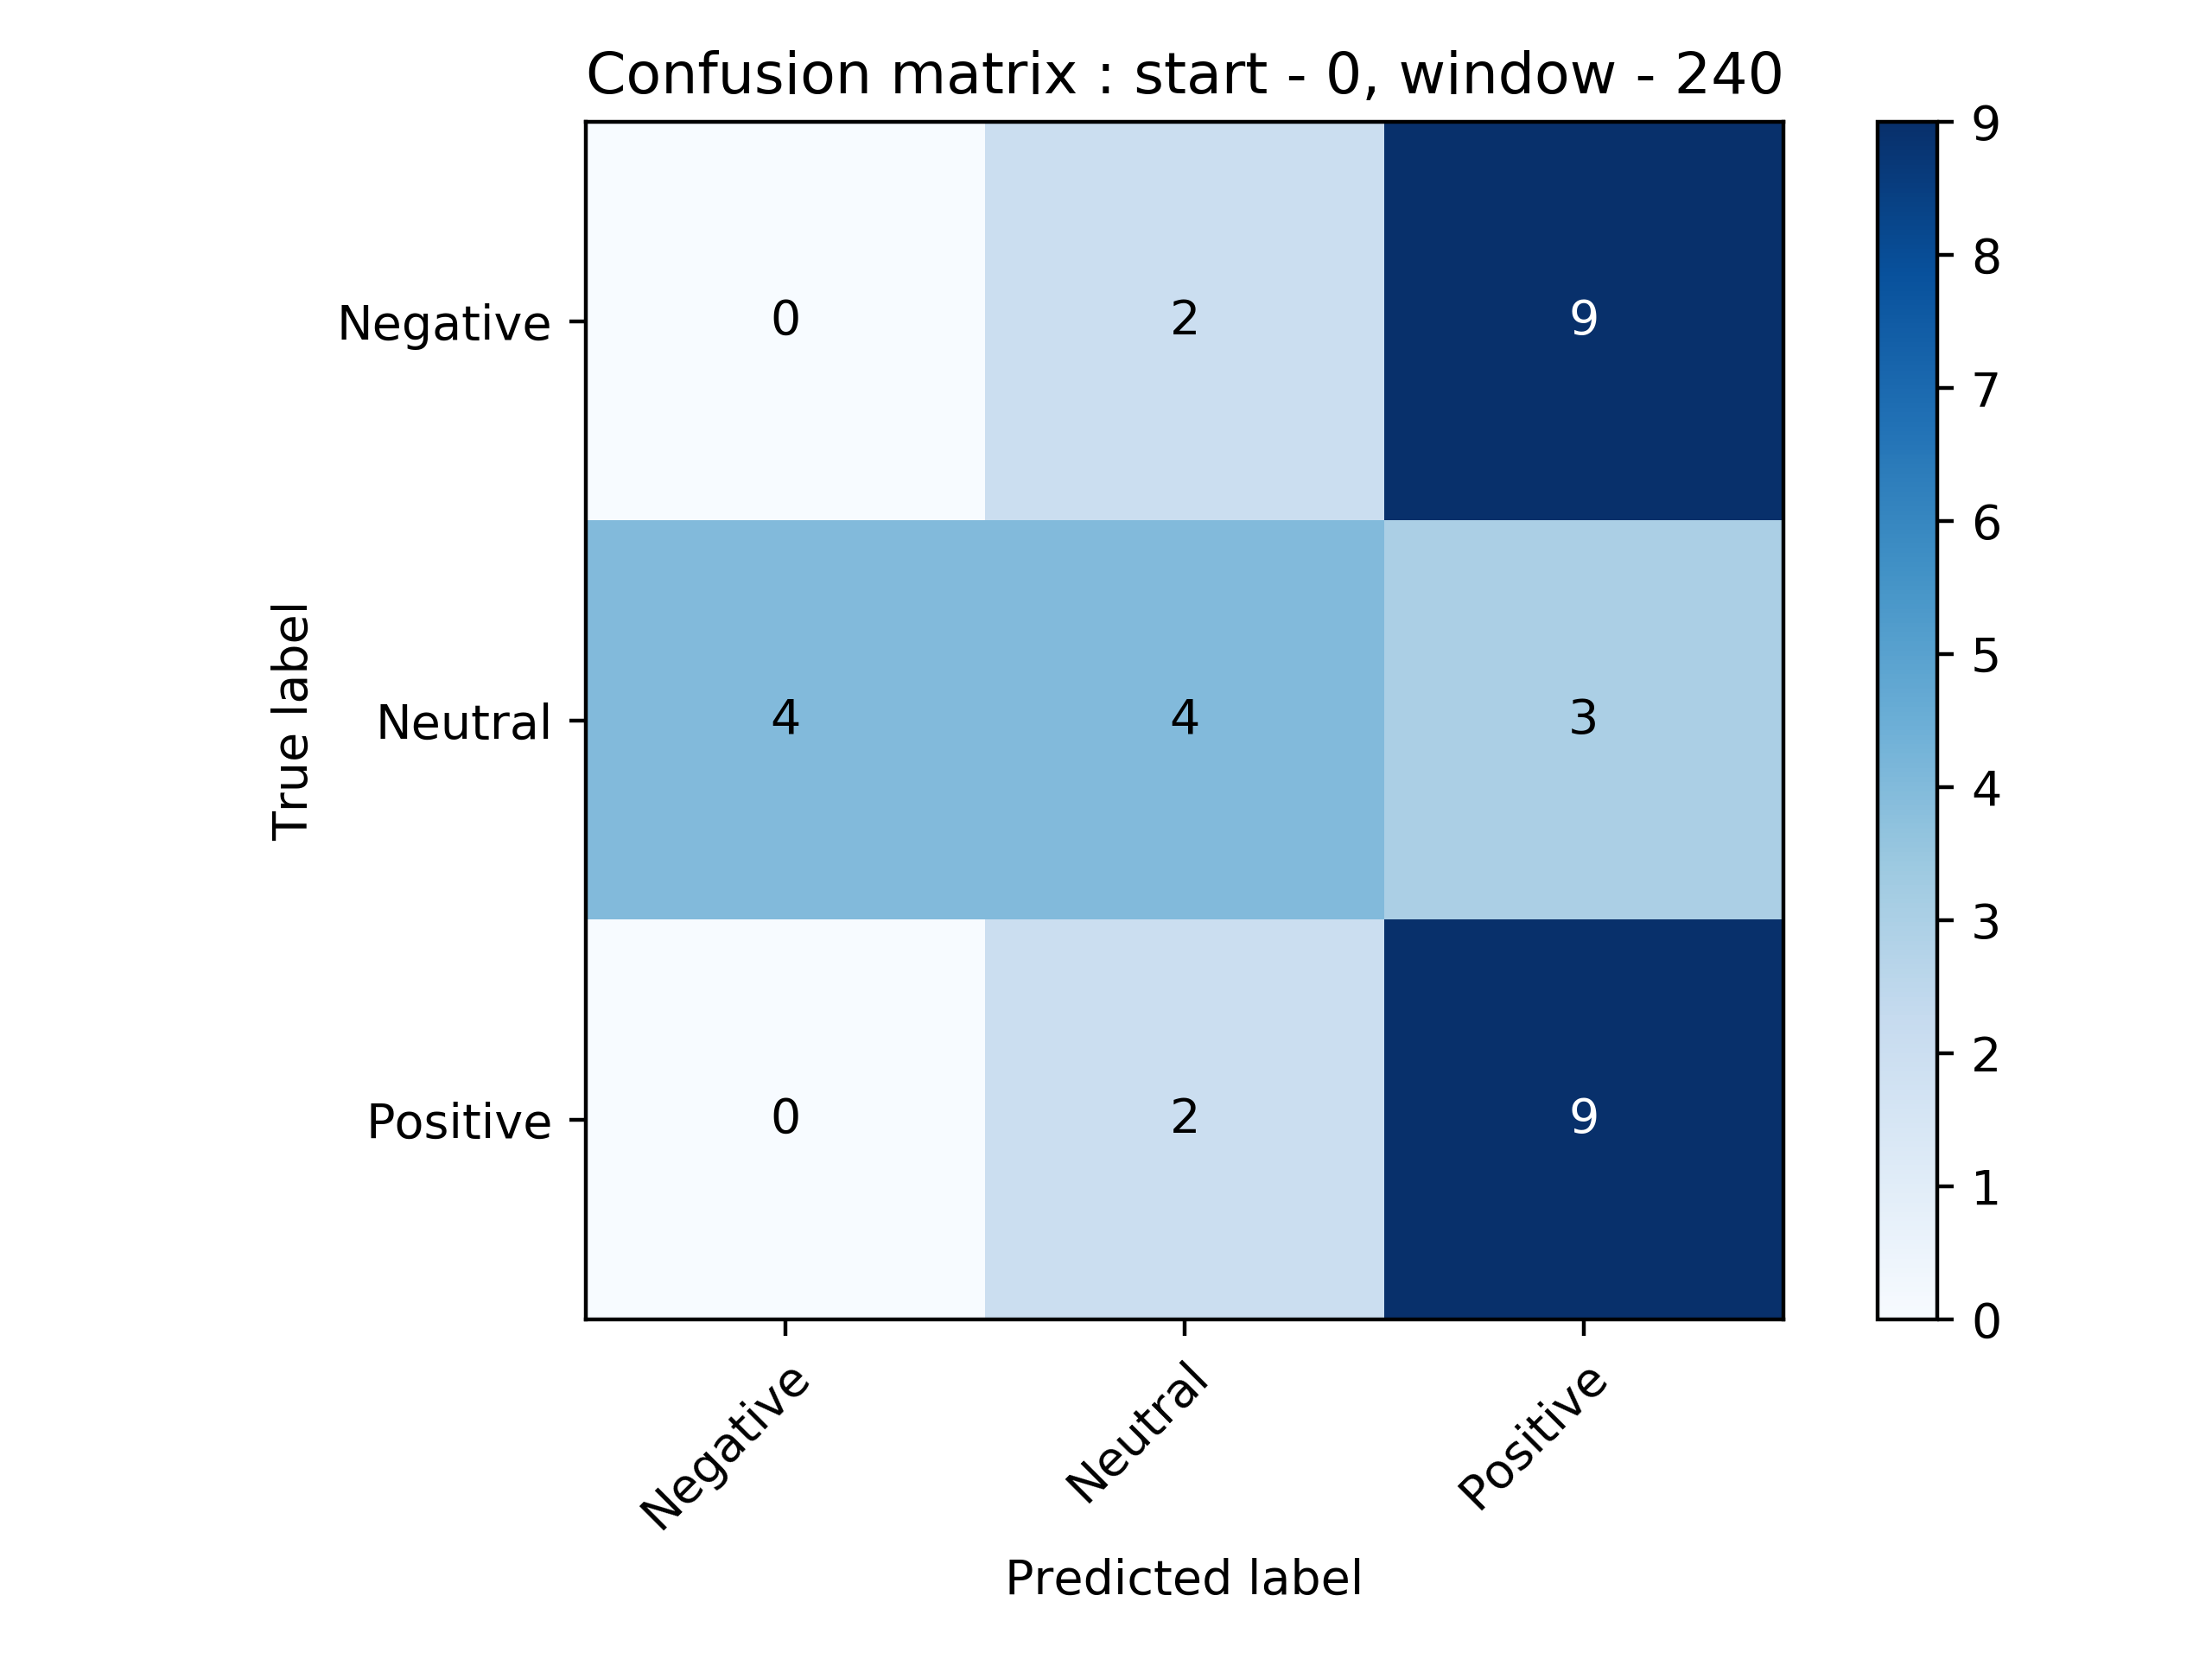 Confusion matrix : start - 0, window - 240
True label
Negative
Neutral
Positive
0 2 9
4 4 3
0 2 9
Negative Neutral Positive
Predicted label
9
8
7
6
5
4
3
2
1
0